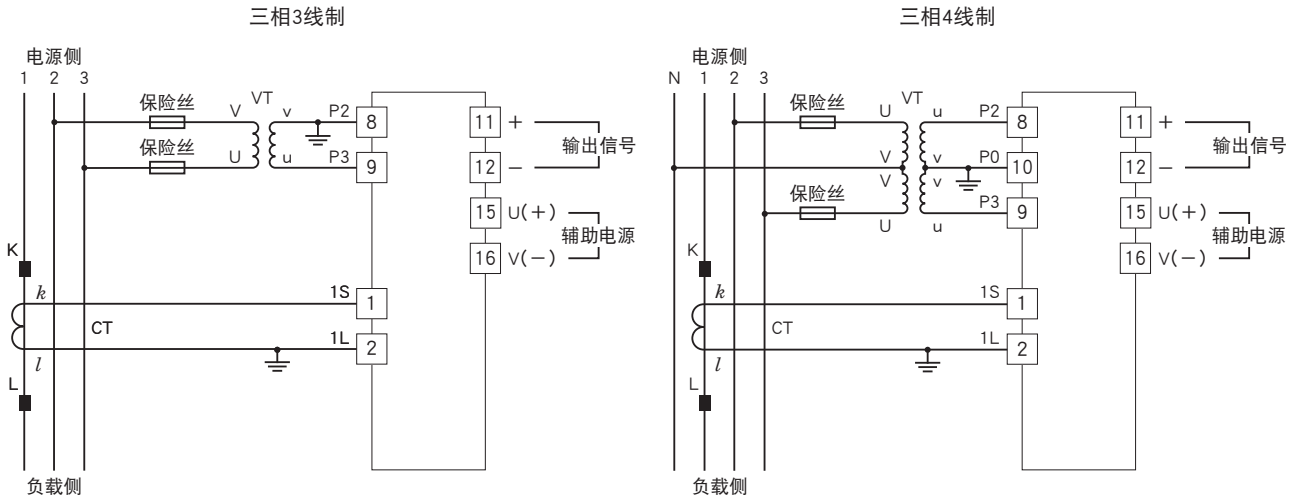 三相3线制
电源侧
1 2 3
保险丝
V VT v P2 8
保险丝
U u P3 9
11 +
12 −
输出信号
15 U(+)
16 V(−)
辅助电源
K
k 1S 1
CT
1L 2
l
L
负载侧
三相4线制
电源侧
N 1 2 3
保险丝
U VT u P2 8
V v P0 10
V v
保险丝
P3 9
U u
11 +
12 −
输出信号
15 U(+)
16 V(−)
辅助电源
K
k 1S 1
CT
1L 2
l
L
负载侧